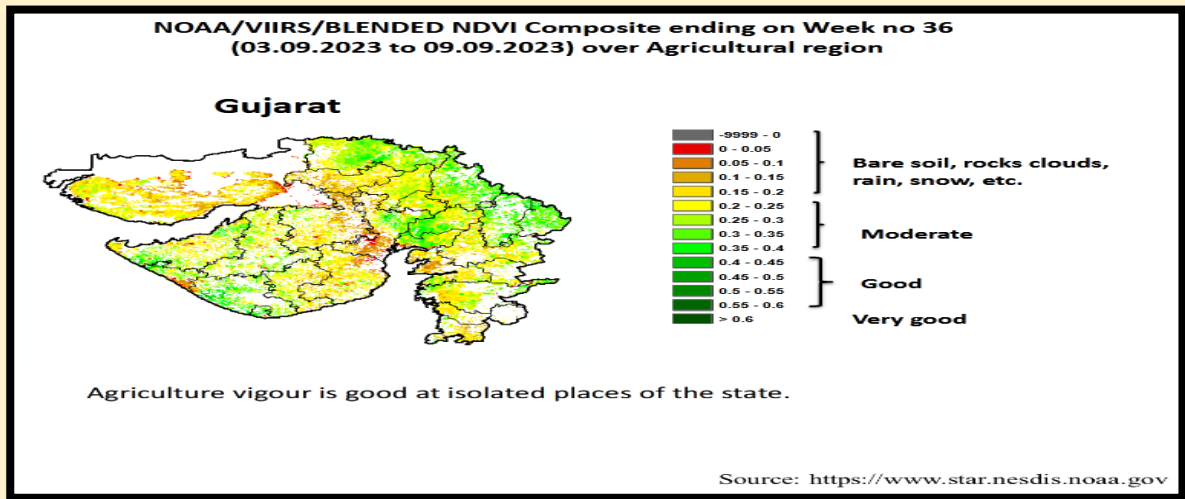 NOAA/VIIRS/BLENDED NDVI Composite ending on Week no 36
(03.09.2023 to 09.09.2023) over Agricultural region
Gujarat
-9999 - 0
0 - 0.05
0.05 - 0.1
0.1 - 0.15
0.15 - 0.2
0.2 - 0.25
0.25 - 0.3
0.3 - 0.35
0.35 - 0.4
0.4 - 0.45
0.45 - 0.5
0.5 - 0.55
0.55 - 0.6
> 0.6
Bare soil, rocks clouds,
rain, snow, etc.
Moderate
Good
Very good
Agriculture vigour is good at isolated places of the state.
Source: https://www.star.nesdis.noaa.gov